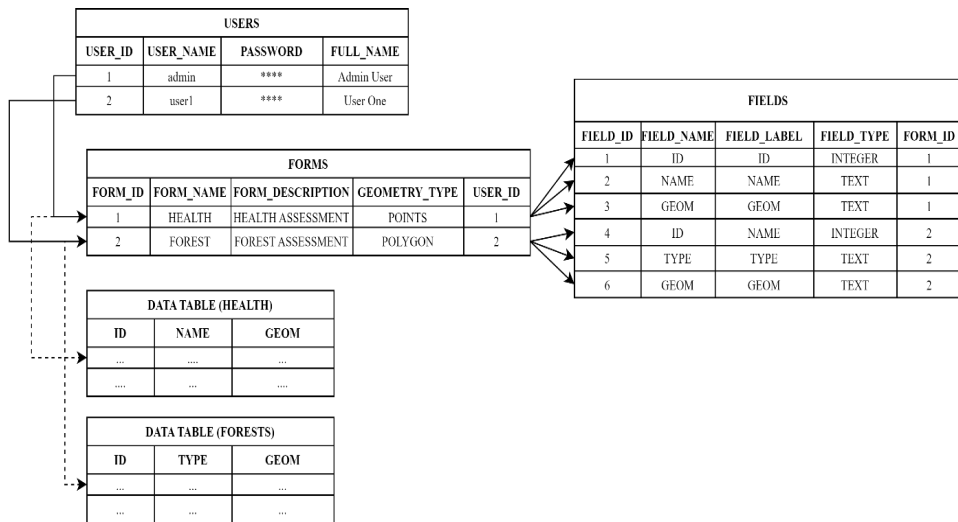 USERS
USER_ID USER_NAME PASSWORD FULL_NAME
1 admin **** Admin User
2 user1 **** User One
FORMS
FORM_ID FORM_NAME FORM_DESCRIPTION GEOMETRY_TYPE USER_ID
1 HEALTH HEALTH ASSESSMENT POINTS 1
2 FOREST FOREST ASSESSMENT POLYGON 2
FIELDS
FIELD_ID FIELD_NAME FIELD_LABEL FIELD_TYPE FORM_ID
1 ID ID INTEGER 1
2 NAME NAME TEXT 1
3 GEOM GEOM TEXT 1
4 ID NAME INTEGER 2
5 TYPE TYPE TEXT 2
6 GEOM GEOM TEXT 2
DATA TABLE (HEALTH)
ID NAME GEOM
... .... ...
.... ... ....
DATA TABLE (FORESTS)
ID TYPE GEOM
... ... ...
... ... ...